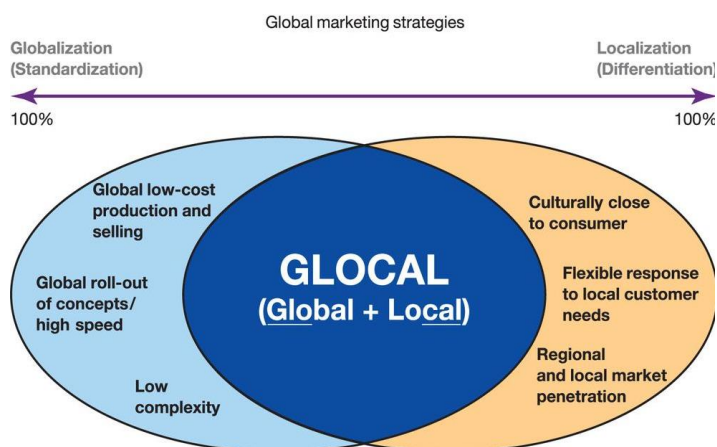 Global marketing strategies
Globalization
(Standardization)
Localization
(Differentiation)
100%
100%
Global low-cost
production and
selling
Global roll-out
of concepts/
high speed
Low
complexity
GLOCAL
(Global + Local)
Culturally close
to consumer
Flexible response
to local customer
needs
Regional
and local market
penetration